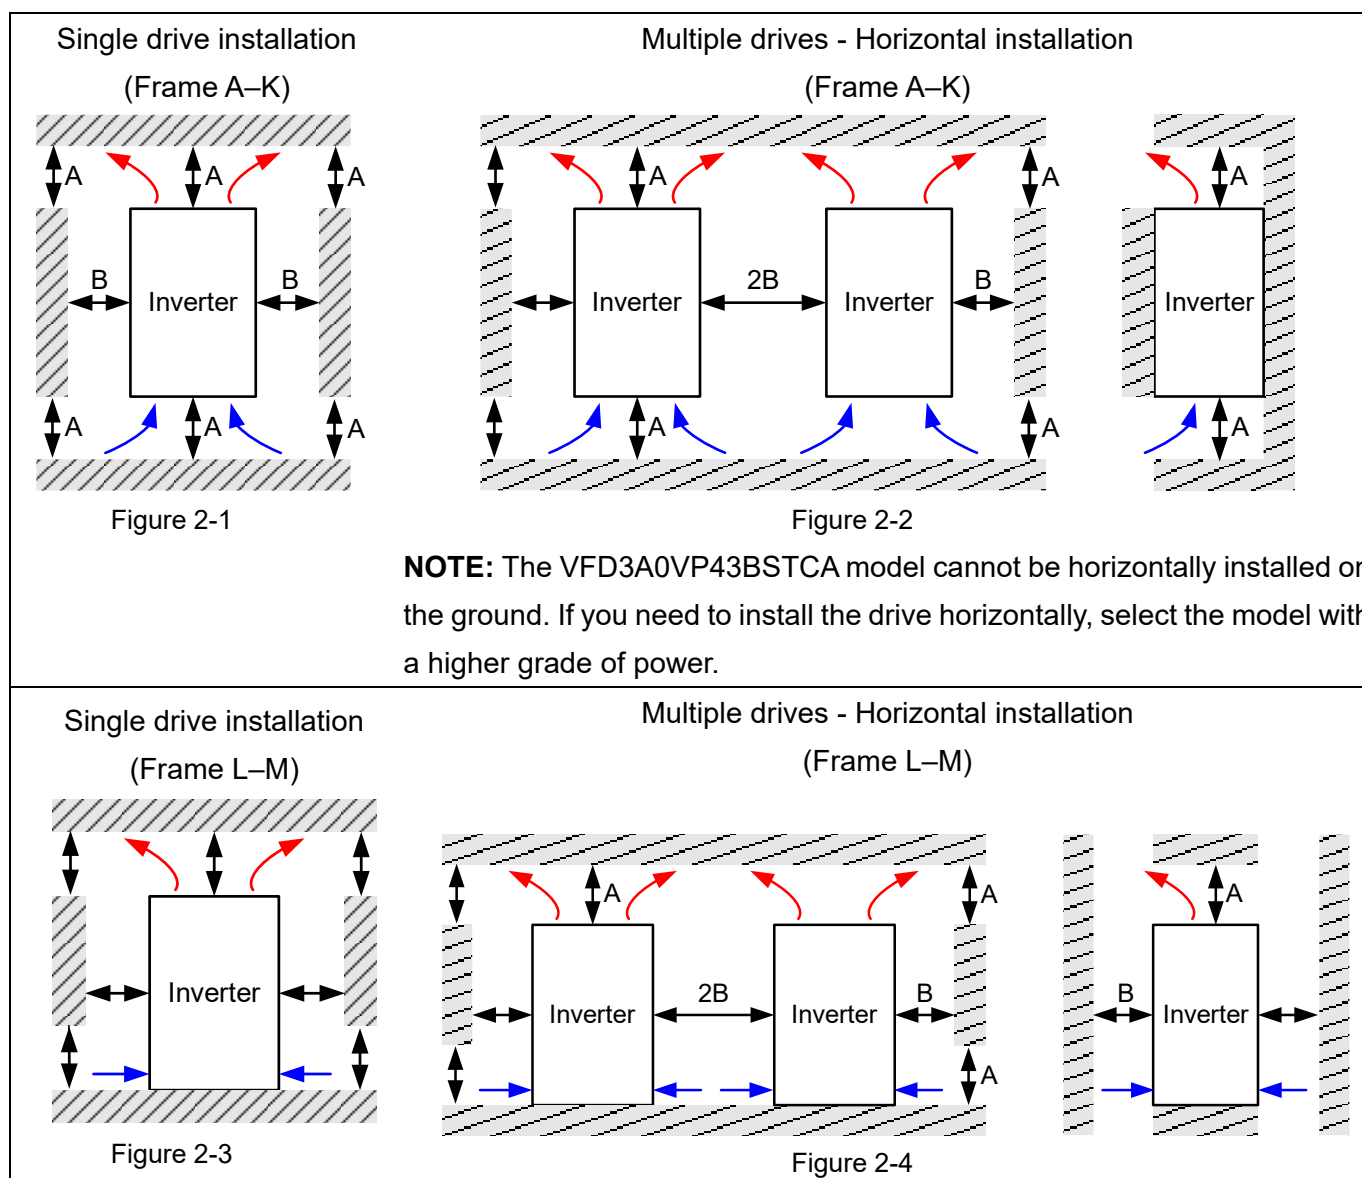 Single drive installation
(Frame A–K)
Multiple drives - Horizontal installation
(Frame A–K)
A
A
A
B
B
Inverter
A
A
A
Figure 2-1
A
A
A
Inverter
2B
Inverter
B
Inverter
A
A
A
Figure 2-2
NOTE: The VFD3A0VP43BSTCA model cannot be horizontally installed on
the ground. If you need to install the drive horizontally, select the model with
a higher grade of power.
Single drive installation
(Frame L–M)
Multiple drives - Horizontal installation
(Frame L–M)
Inverter
Figure 2-3
A
A
A
Inverter
2B
Inverter
B
B
Inverter
A
Figure 2-4